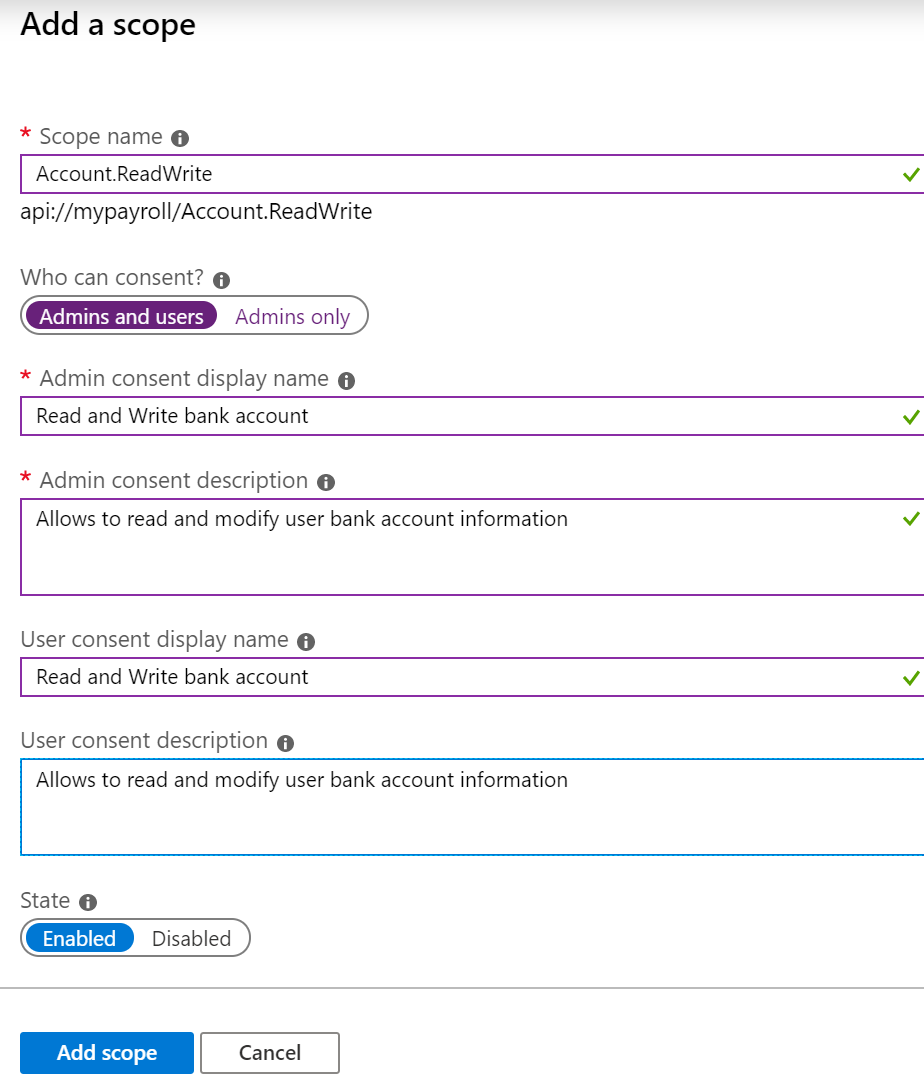 Add a scope
* Scope name
Account.ReadWrite
api://mypayroll/Account.ReadWrite
Who can consent?
Admins and users Admins only
* Admin consent display name
Read and Write bank account
* Admin consent description
Allows to read and modify user bank account information
User consent display name
Read and Write bank account
User consent description
Allows to read and modify user bank account information
State
Enabled Disabled
Add scope Cancel